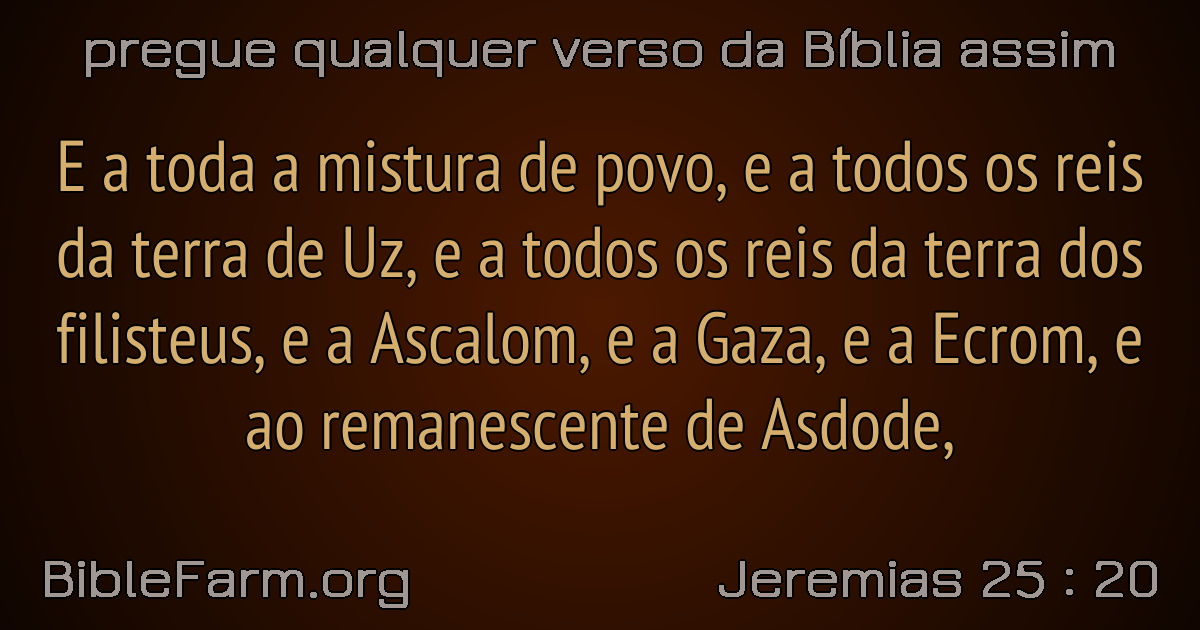 pregue qualquer verso da Bíblia assim
E a toda a mistura de povo, e a todos os reis
da terra de Uz, e a todos os reis da terra dos
filisteus, e a Ascalom, e a Gaza, e a Ecrom, e
ao remanescente de Asdode,
BibleFarm.org
Jeremias 25 : 20